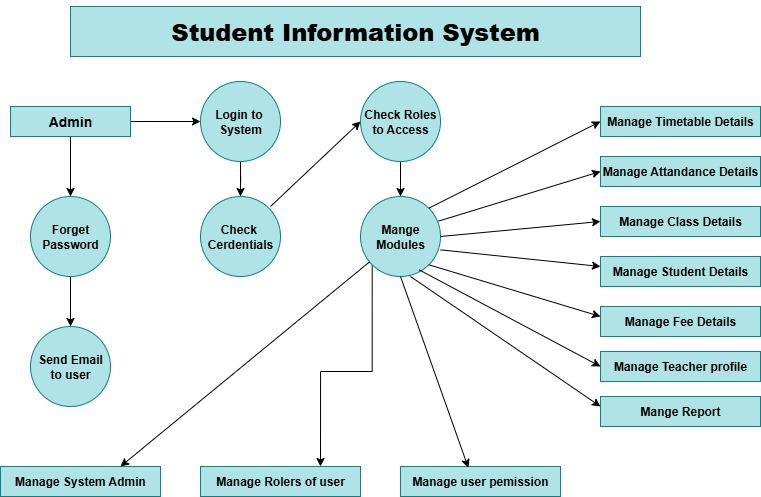 Student Information System
Admin
Login to
System
Check Roles
to Access
Manage Timetable Details
Manage Attandance Details
Forget
Password
Check
Cerdentials
Mange
Modules
Manage Class Details
Manage Student Details
Manage Fee Details
Send Email
to user
Manage Teacher profile
Mange Report
Manage System Admin
Manage Rolers of user
Manage user pemission